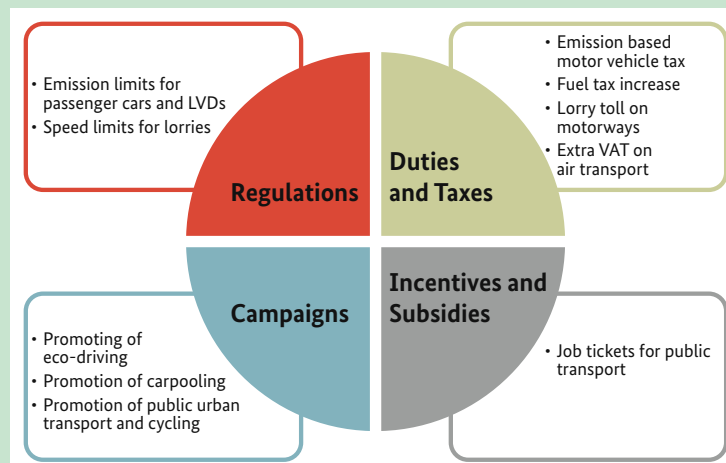 • Emission limits for
passenger cars and LVDs
• Speed limits for lorries
• Emission based
motor vehicle tax
• Fuel tax increase
• Lorry toll on
motorways
• Extra VAT on
air transport
Regulations
Duties
and Taxes
Campaigns
Incentives and
Subsidies
• Promoting of
eco-driving
• Promotion of carpooling
• Promotion of public urban
transport and cycling
• Job tickets for public
transport